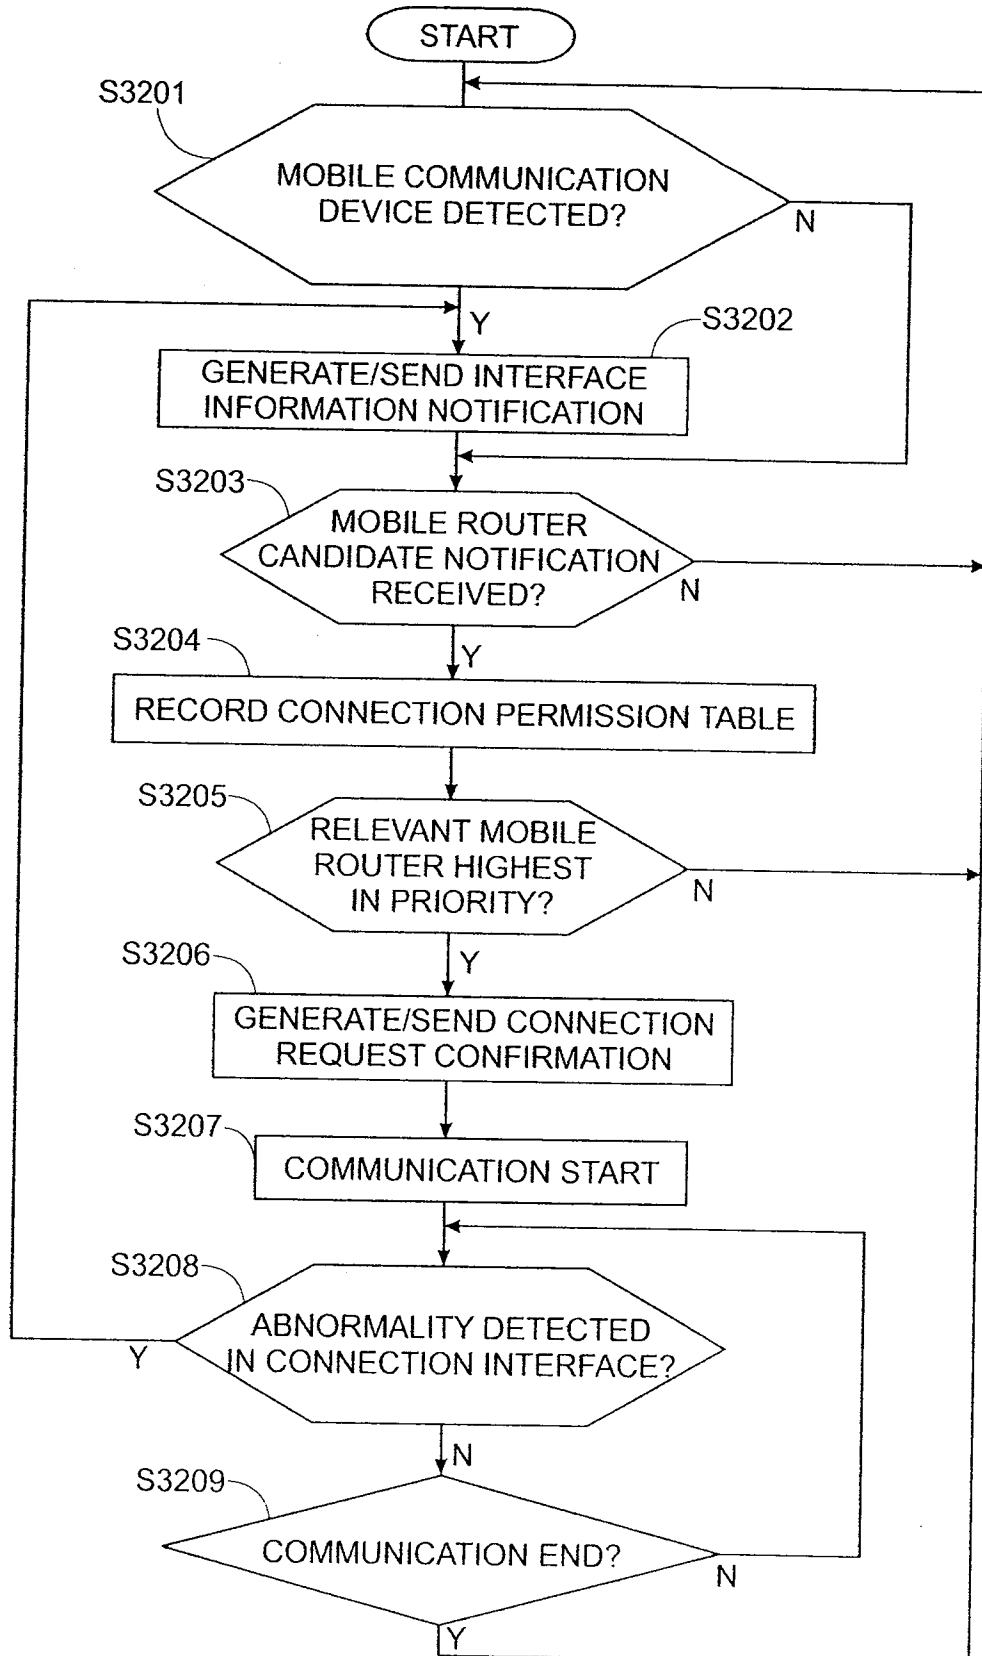 START
S3201
MOBILE COMMUNICATION
DEVICE DETECTED?
N
Y
S3202
GENERATE/SEND INTERFACE
INFORMATION NOTIFICATION
S3203
MOBILE ROUTER
CANDIDATE NOTIFICATION
RECEIVED?
N
S3204
Y
RECORD CONNECTION PERMISSION TABLE
S3205
RELEVANT MOBILE
ROUTER HIGHEST
IN PRIORITY?
N
S3206
Y
GENERATE/SEND CONNECTION
REQUEST CONFIRMATION
S3207
COMMUNICATION START
S3208
ABNORMALITY DETECTED
IN CONNECTION INTERFACE?
Y
N
S3209
COMMUNICATION END?
N
Y